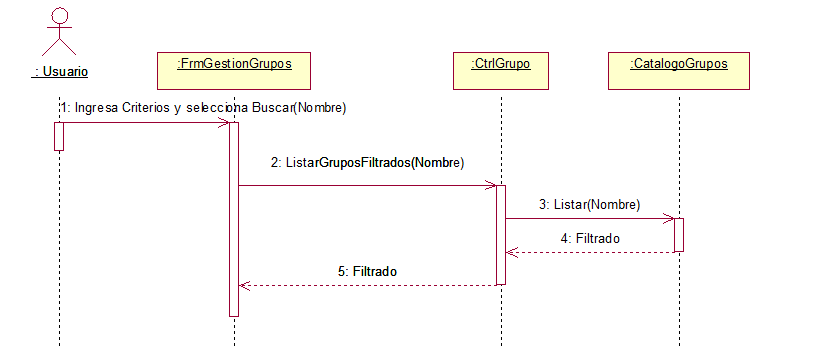 : Usuario
:FrmGestionGrupos
:CtrlGrupo
:CatalogoGrupos
1: Ingresa Criterios y selecciona Buscar(Nombre)
2: ListarGruposFiltrados(Nombre)
3: Listar(Nombre)
4: Filtrado
5: Filtrado